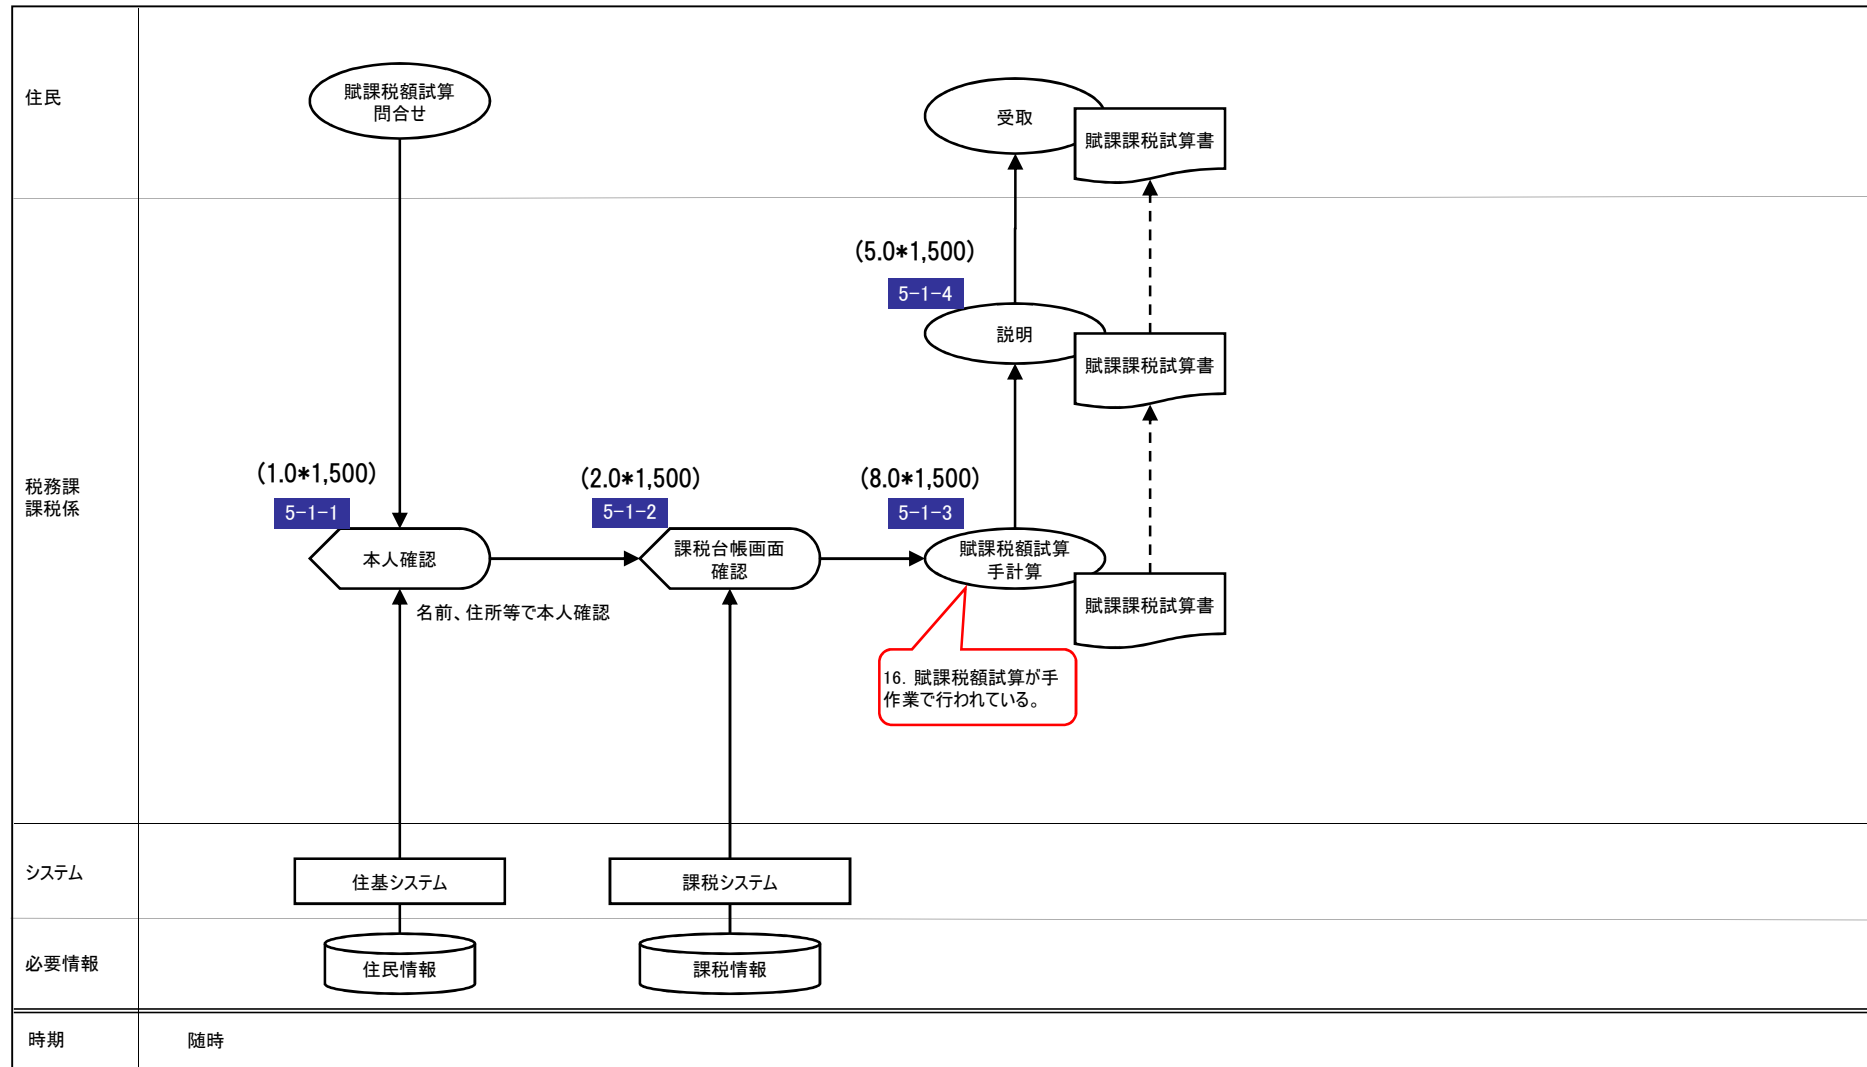 住民
賦課税額試算
問合せ
受取
賦課課税試算書
(5.0*1,500)
5-1-4
説明
賦課課税試算書
税務課
課税係
(1.0*1,500)
5-1-1
本人確認
名前、住所等で本人確認
(2.0*1,500)
5-1-2
課税台帳画面
確認
(8.0*1,500)
5-1-3
賦課税額試算
手計算
賦課課税試算書
16. 賦課税額試算が手
作業で行われている。
システム
住基システム
課税システム
必要情報
住民情報
課税情報
時期
随時